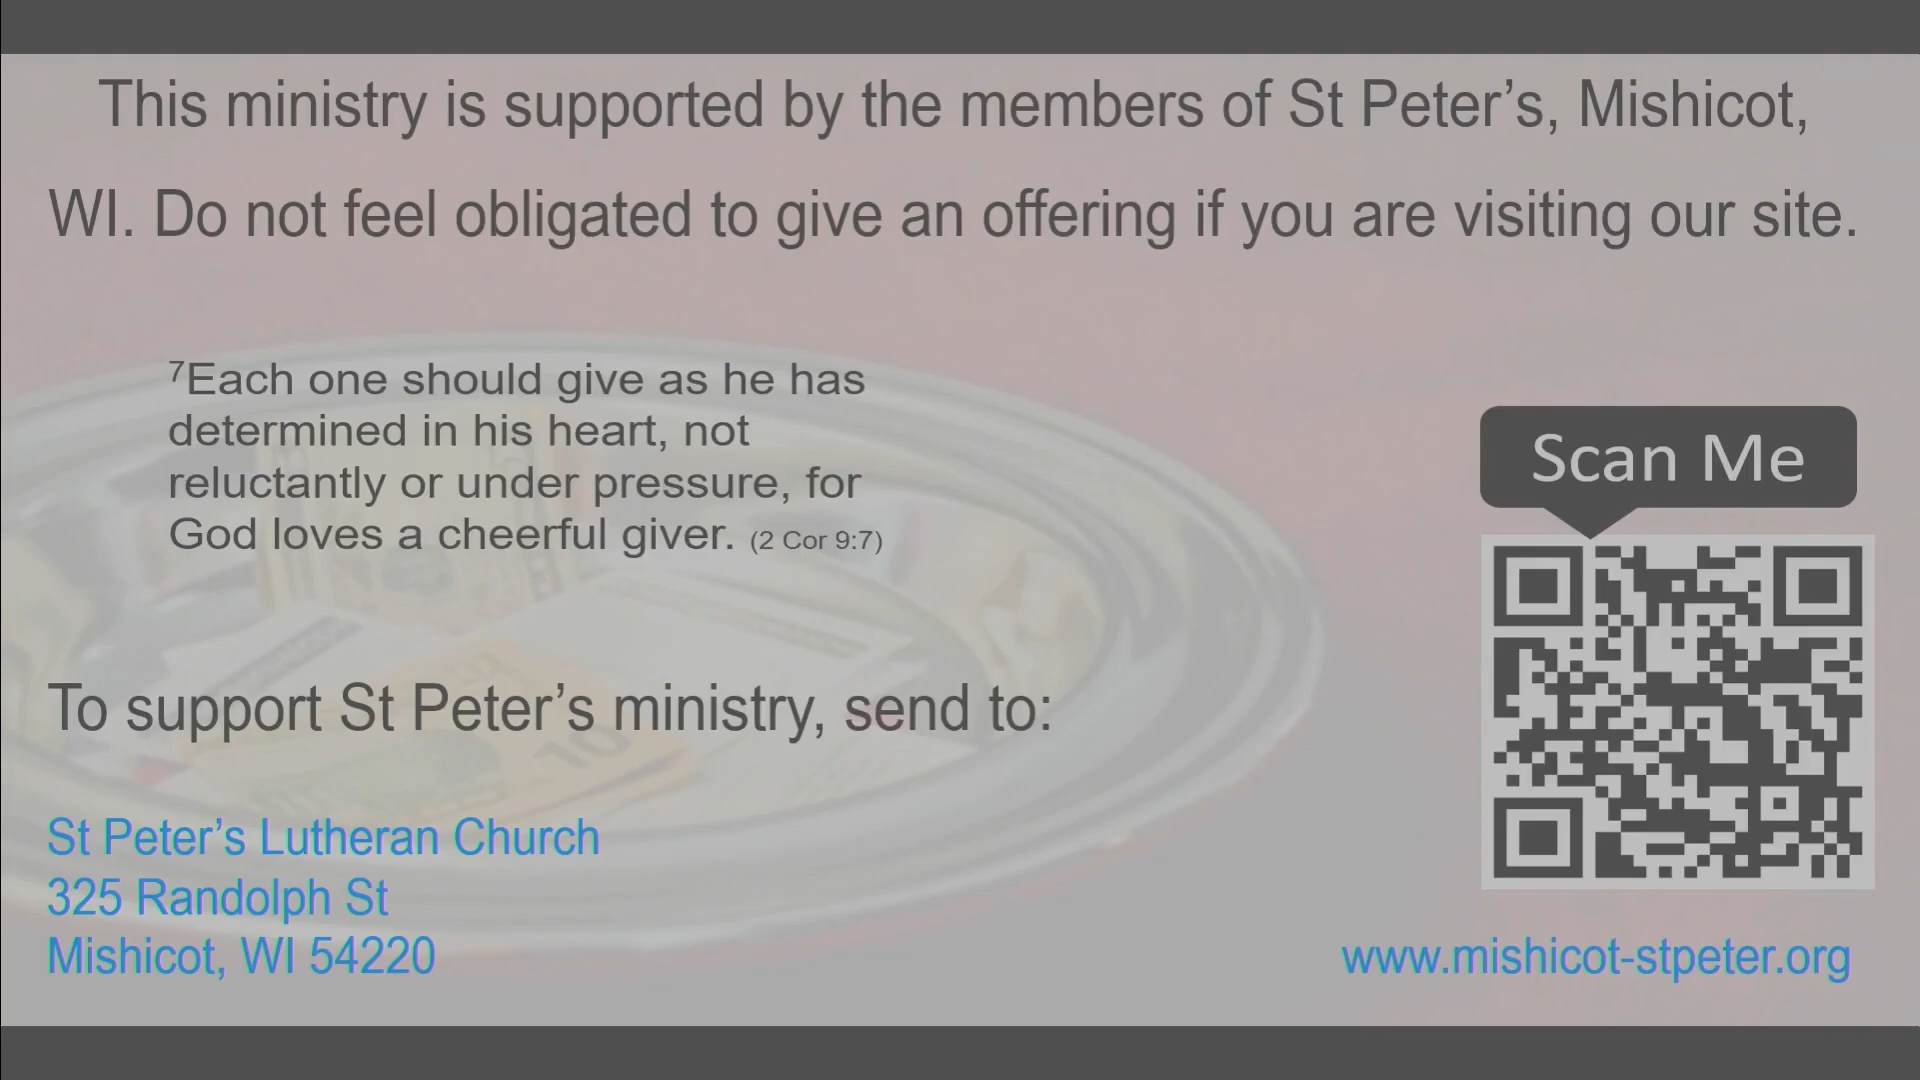 This ministry is supported by the members of St Peter’s, Mishicot,
WI. Do not feel obligated to give an offering if you are visiting our site.
⁷Each one should give as he has
determined in his heart, not
reluctantly or under pressure, for
God loves a cheerful giver. (2 Cor 9:7)
Scan Me
To support St Peter’s ministry, send to:
St Peter’s Lutheran Church
325 Randolph St
Mishicot, WI 54220
www.mishicot-stpeter.org